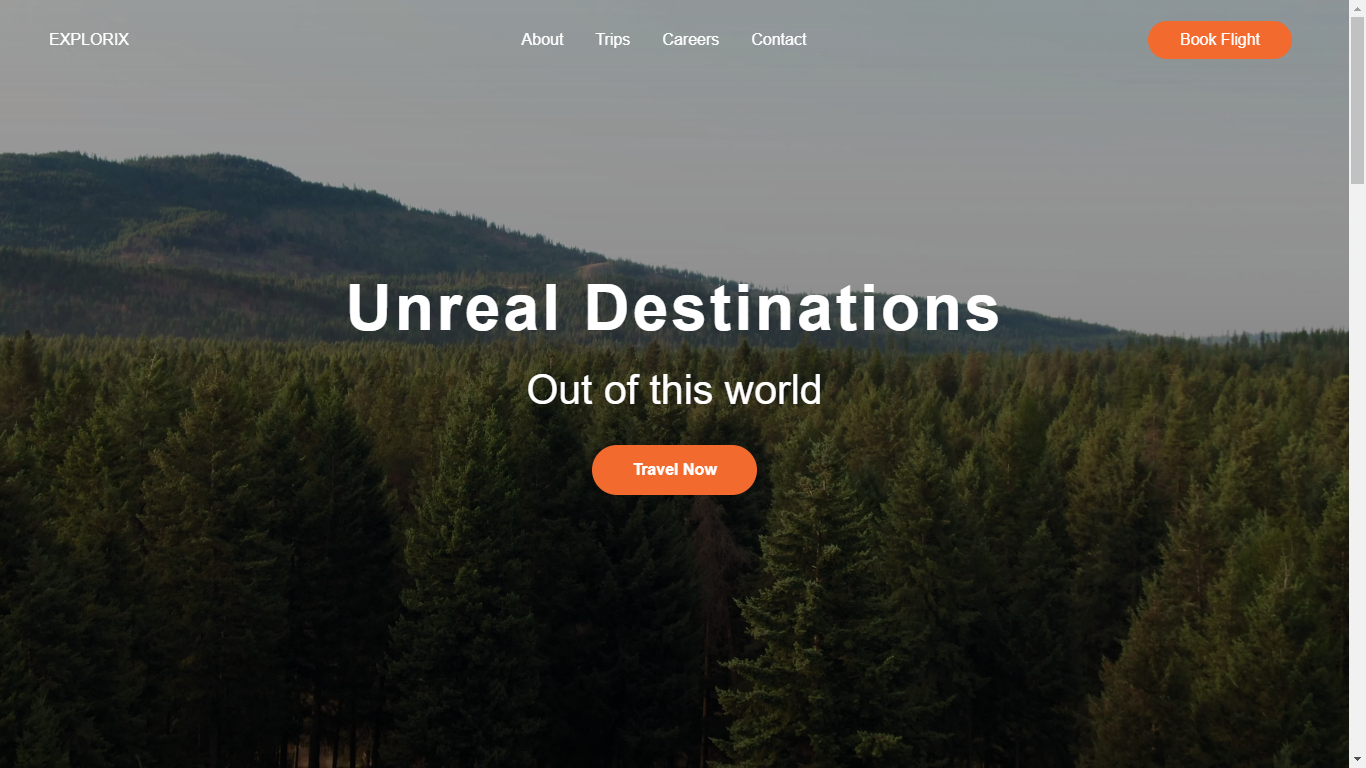 EXPLORIX
About Trips Careers Contact
Book Flight
Unreal Destinations
Out of this world
Travel Now